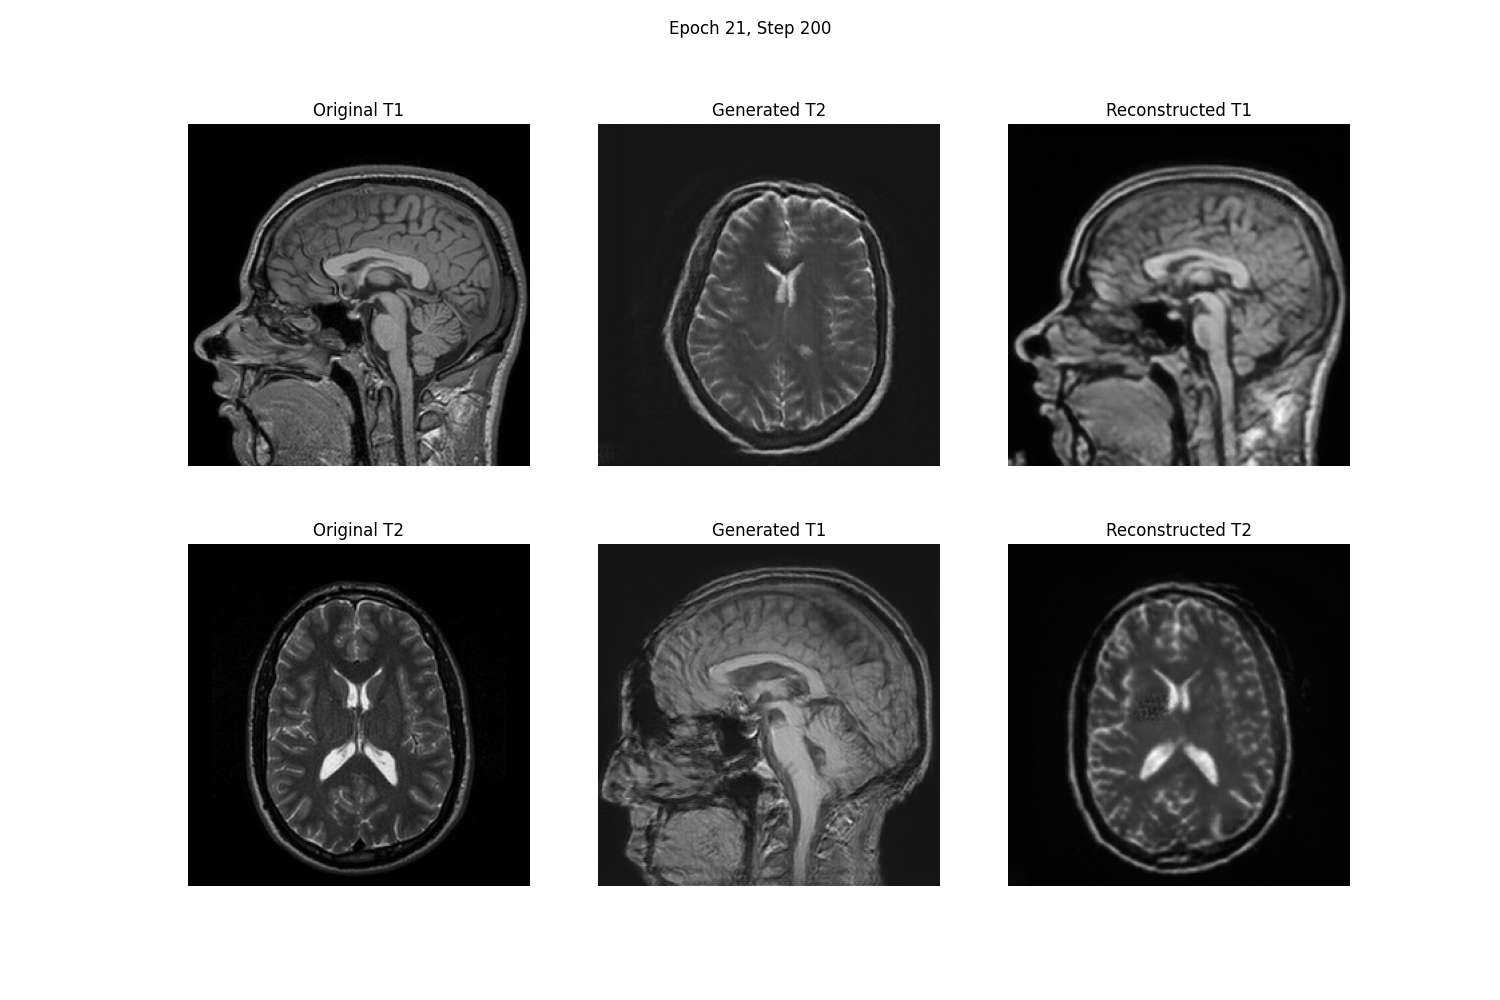 Epoch 21, Step 200
Original T1
Generated T2
Reconstructed T1
Original T2
Generated T1
Reconstructed T2